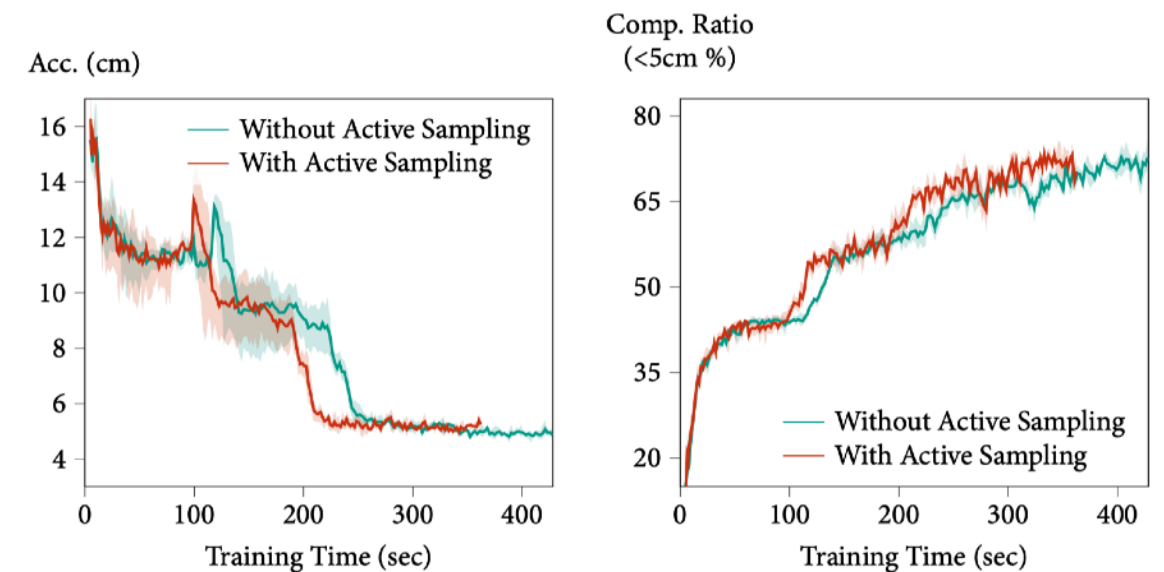 Acc. (cm)
16
14
12
10
8
6
4
0 100 200 300 400
Training Time (sec)
Without Active Sampling
With Active Sampling
Comp. Ratio
(<5cm %)
80
65
50
35
20
0 100 200 300 400
Training Time (sec)
Without Active Sampling
With Active Sampling